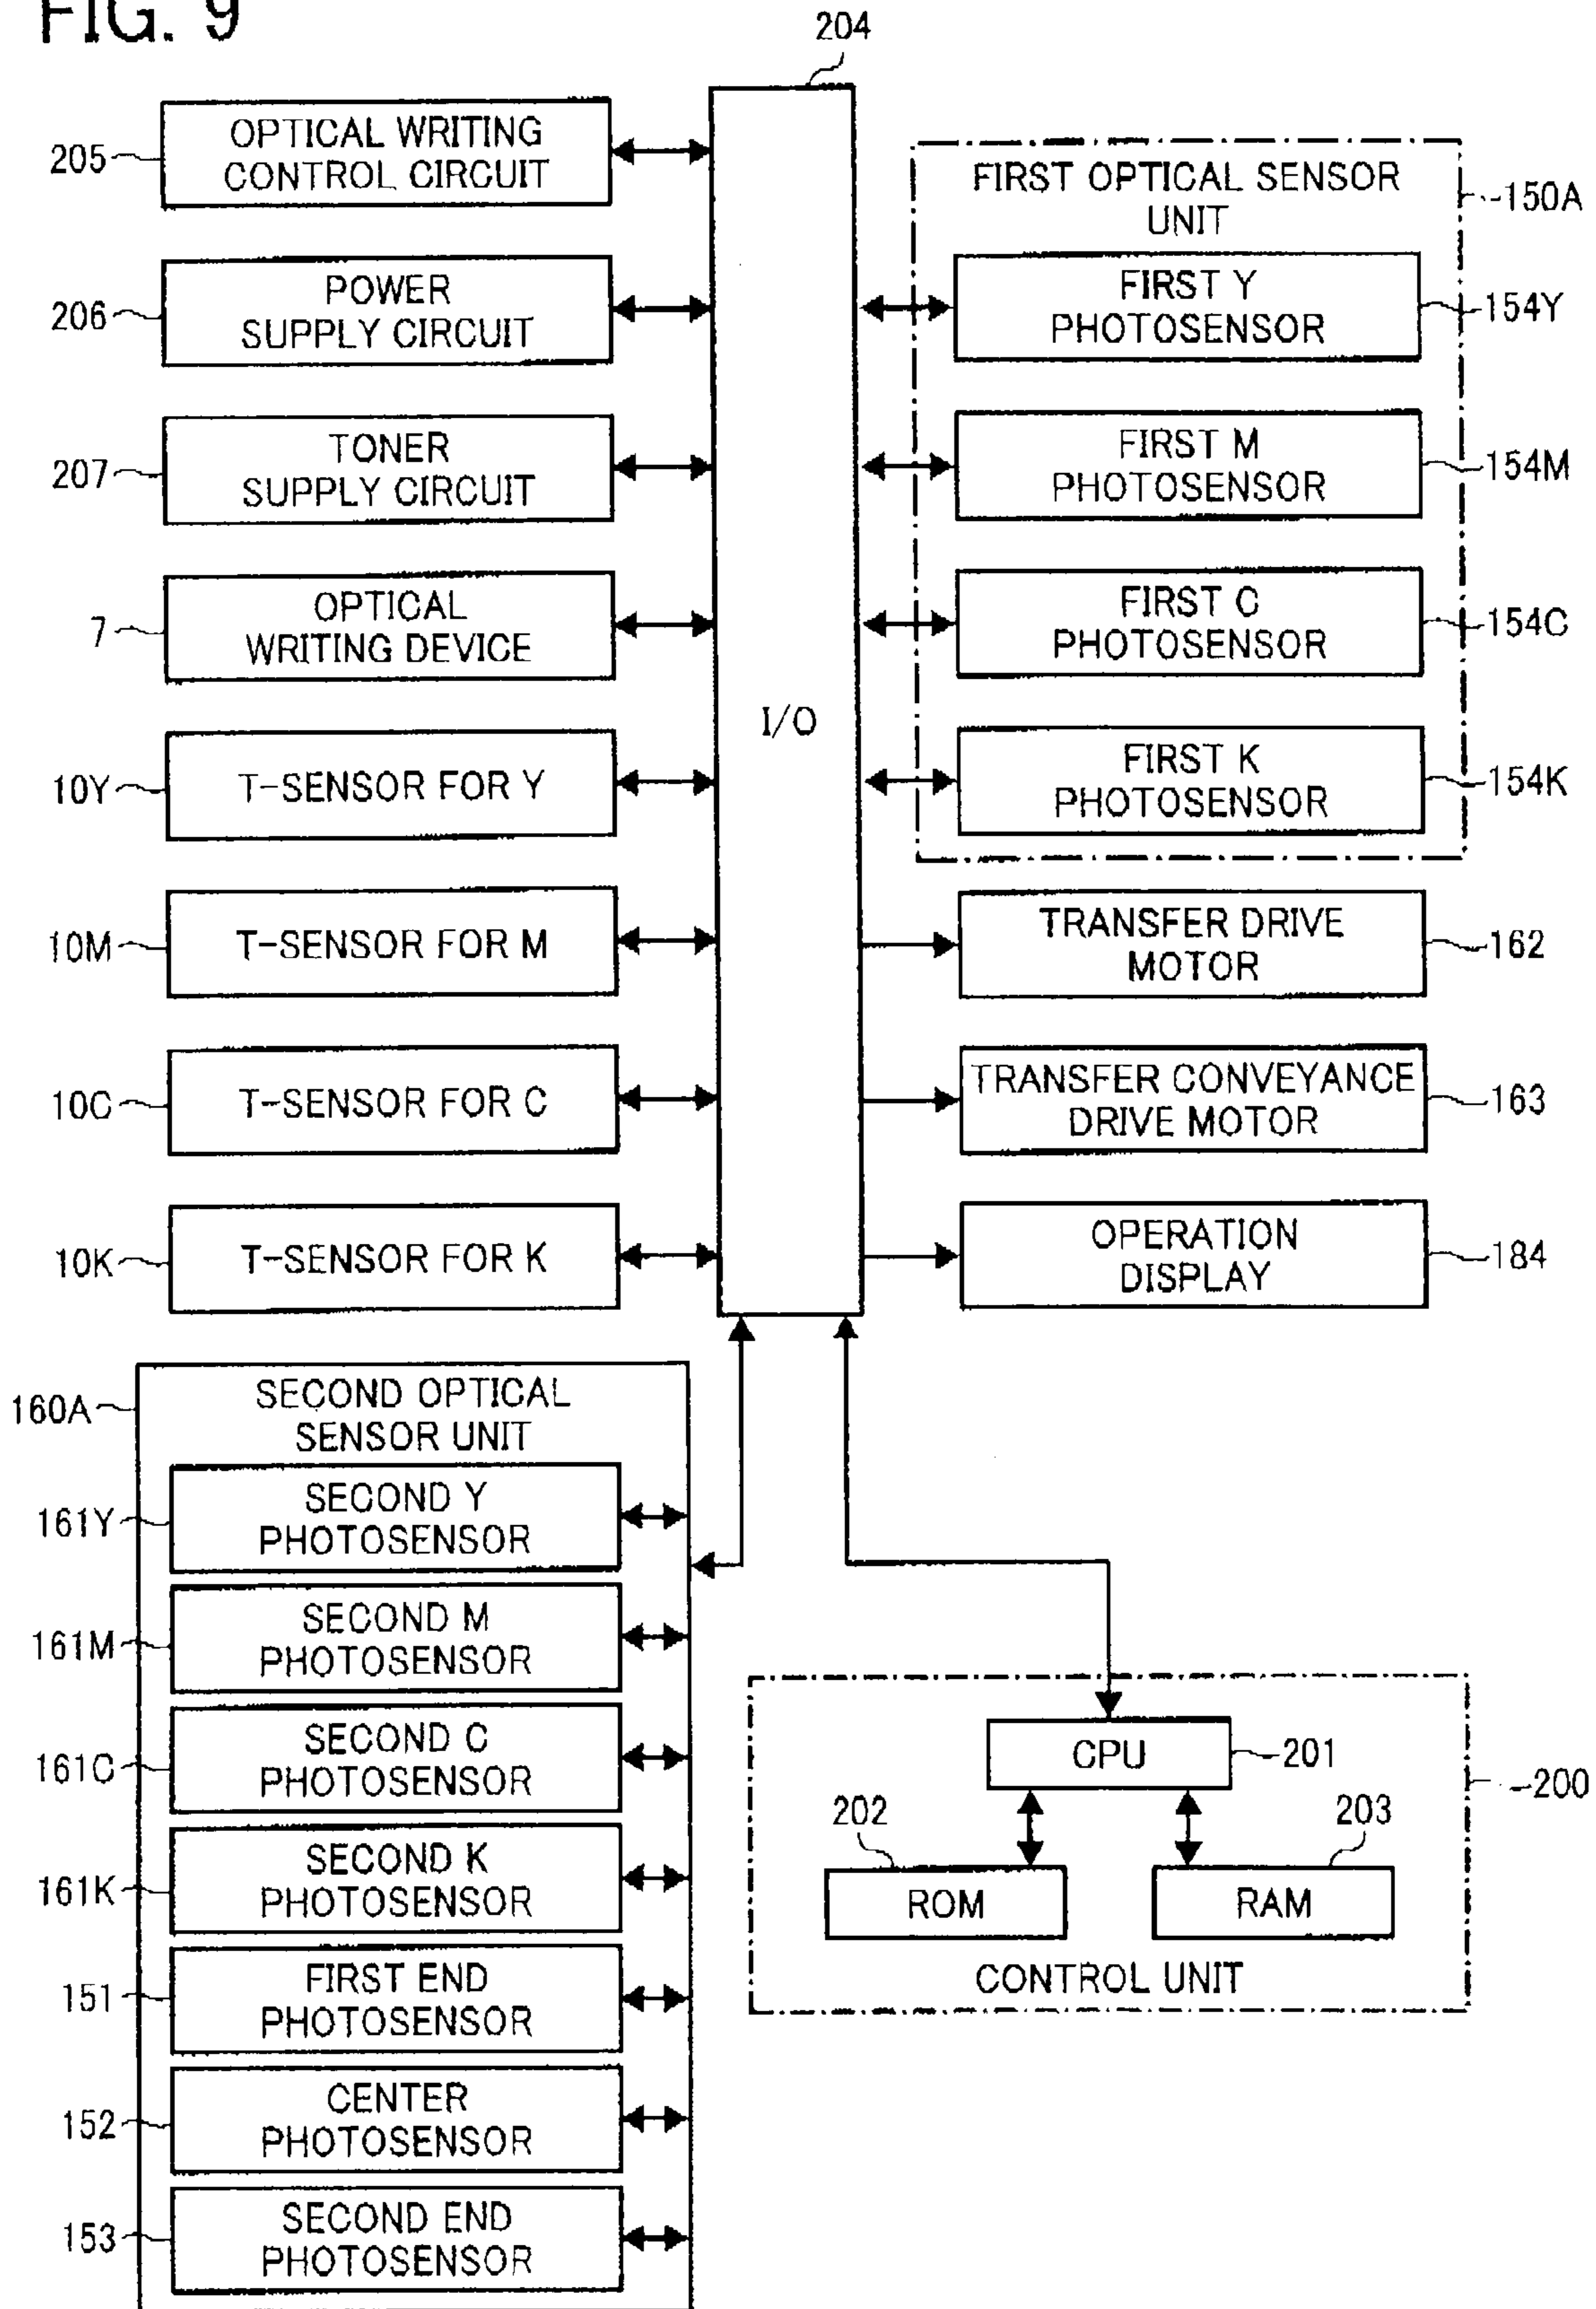 FIG. 9
204
205
OPTICAL WRITING
CONTROL CIRCUIT
206
POWER
SUPPLY CIRCUIT
207
TONER
SUPPLY CIRCUIT
7
OPTICAL
WRITING DEVICE
10Y
T-SENSOR FOR Y
10M
T-SENSOR FOR M
10C
T-SENSOR FOR C
10K
T-SENSOR FOR K
I/O
FIRST OPTICAL SENSOR
UNIT
150A
FIRST Y
PHOTOSENSOR
154Y
FIRST M
PHOTOSENSOR
154M
FIRST C
PHOTOSENSOR
154C
FIRST K
PHOTOSENSOR
154K
TRANSFER DRIVE
MOTOR
162
TRANSFER CONVEYANCE
DRIVE MOTOR
163
OPERATION
DISPLAY
184
160A
SECOND OPTICAL
SENSOR UNIT
161Y
SECOND Y
PHOTOSENSOR
161M
SECOND M
PHOTOSENSOR
161C
SECOND C
PHOTOSENSOR
161K
SECOND K
PHOTOSENSOR
151
FIRST END
PHOTOSENSOR
152
CENTER
PHOTOSENSOR
153
SECOND END
PHOTOSENSOR
CPU
201
200
202
203
ROM
RAM
CONTROL UNIT